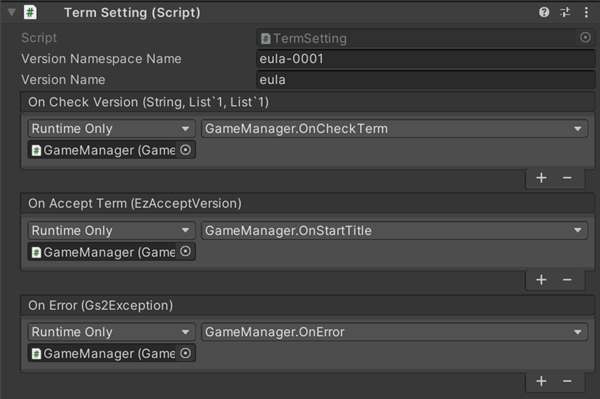 Term Setting (Script)
Script TermSetting
Version Namespace Name eula-0001
Version Name eula
On Check Version (String, List`1, List`1)
Runtime Only GameManager.OnCheckTerm
GameManager (Game
On Accept Term (EzAcceptVersion)
Runtime Only GameManager.OnStartTitle
GameManager (Game
On Error (Gs2Exception)
Runtime Only GameManager.OnError
GameManager (Game